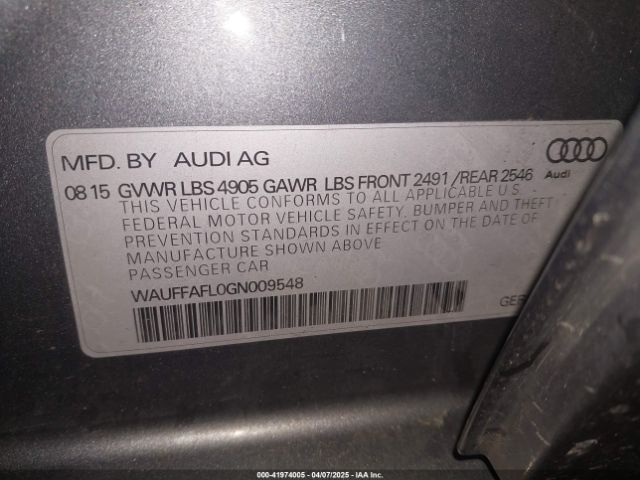 MFD. BY AUDI AG
Audi
08 15 GVWR LBS 4905 GAWR LBS FRONT 2491 /REAR 2546
THIS VEHICLE CONFORMS TO ALL APPLICABLE U.S.
FEDERAL MOTOR VEHICLE SAFETY, BUMPER AND THEFT
PREVENTION STANDARDS IN EFFECT ON THE DATE OF
MANUFACTURE SHOWN ABOVE
PASSENGER CAR
WAUFFAFL0GN009548
000-41974005 04/07/2025 IAA Inc.